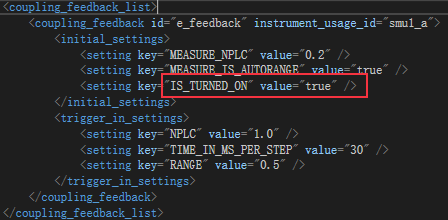 <coupling_feedback_list>
<coupling_feedback id="e_feedback" instrument_usage_id="smu1_a">
<initial_settings>
<setting key="MEASURE_NPLC" value="0.2" />
<setting key="MEASURE_IS_AUTORANGE" value="true" />
<setting key="IS_TURNED_ON" value="true" />
</initial_settings>
<trigger_in_settings>
<setting key="NPLC" value="1.0" />
<setting key="TIME_IN_MS_PER_STEP" value="30" />
<setting key="RANGE" value="0.5" />
</trigger_in_settings>
</coupling_feedback>
</coupling_feedback_list>